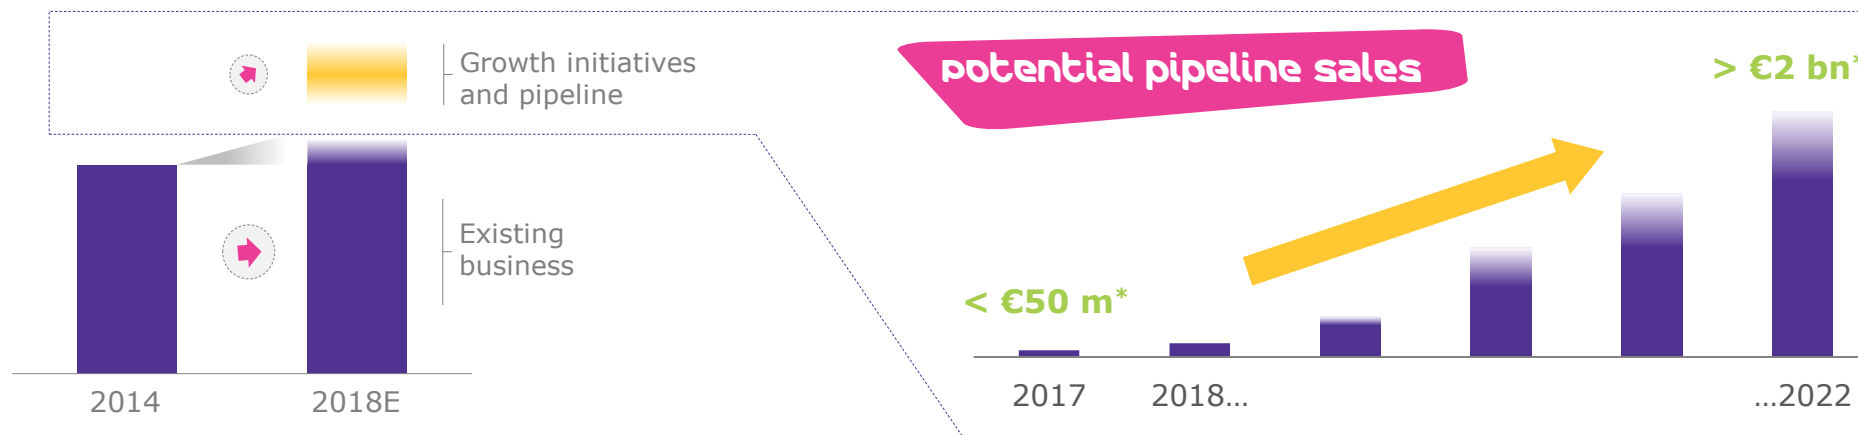 Growth initiatives
and pipeline
Existing
business
2014
2018E
potential pipeline sales
> €2 bn*
< €50 m*
2017
2018…
…2022